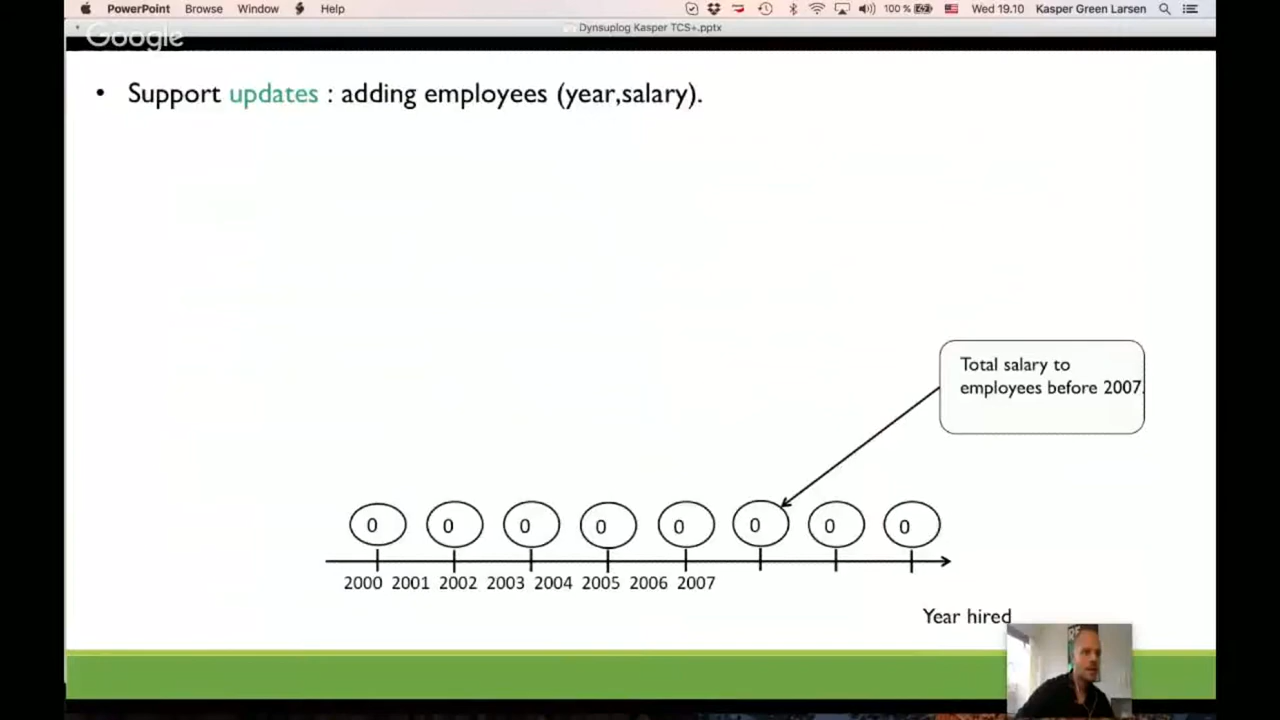 PowerPoint Browse Window Help 100 % Wed 19.10 Kasper Green Larsen
Dynsuplog Kasper TCS+.pptx
Google
• Support updates : adding employees (year,salary).
Total salary to
employees before 2007.
0 0 0 0 0 0 0 0
2000 2001 2002 2003 2004 2005 2006 2007
Year hired